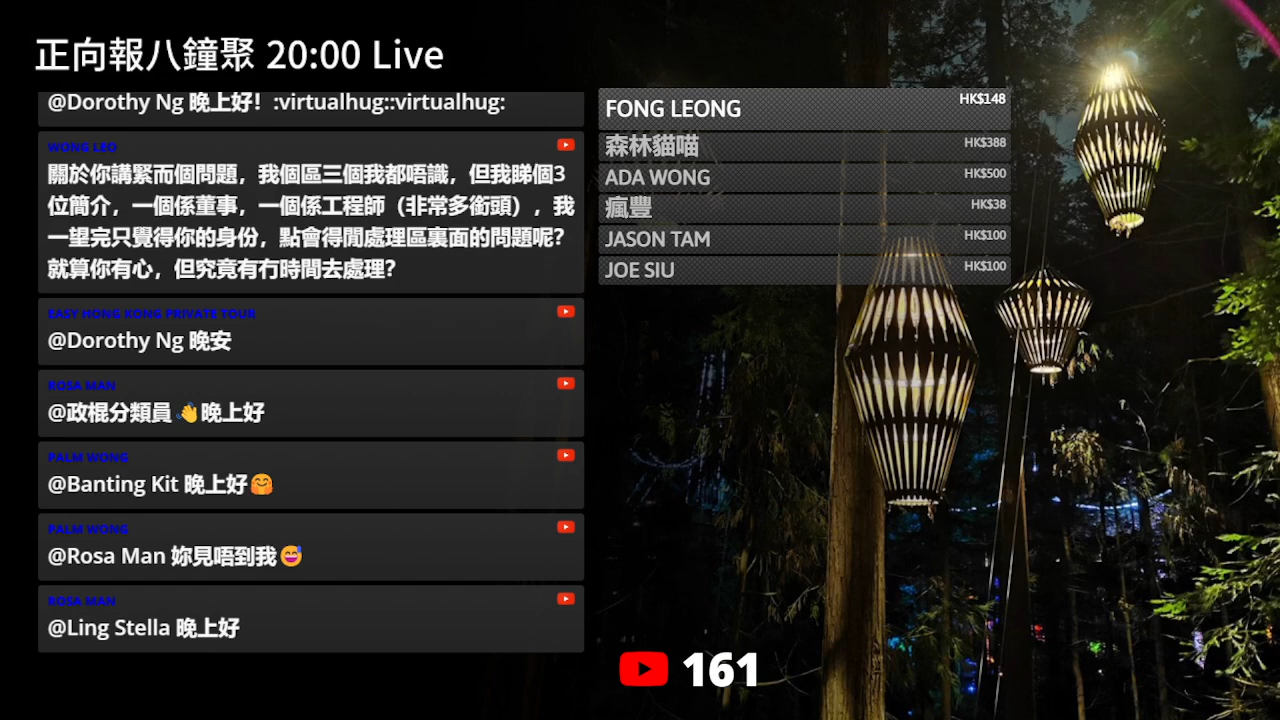 正向報八鐘聚 20:00 Live
@Dorothy Ng 晚上好！:virtualhug::virtualhug:
WONG LEO
關於你講緊而個問題，我個區三個我都唔識，但我睇個3
位簡介，一個係董事，一個係工程師（非常多銜頭），我
一望完只覺得你的身份，點會得閒處理區裏面的問題呢？
就算你有心，但究竟有冇時間去處理？
EASY HONG KONG PRIVATE TOUR
@Dorothy Ng 晚安
ROSA MAN
@政棍分類員👋晚上好
PALM WONG
@Banting Kit 晚上好🤗
PALM WONG
@Rosa Man 妳見唔到我😅
ROSA MAN
@Ling Stella 晚上好
FONG LEONG HK$148
森林貓喵 HK$388
ADA WONG HK$500
瘋豐 HK$38
JASON TAM HK$100
JOE SIU HK$100
161